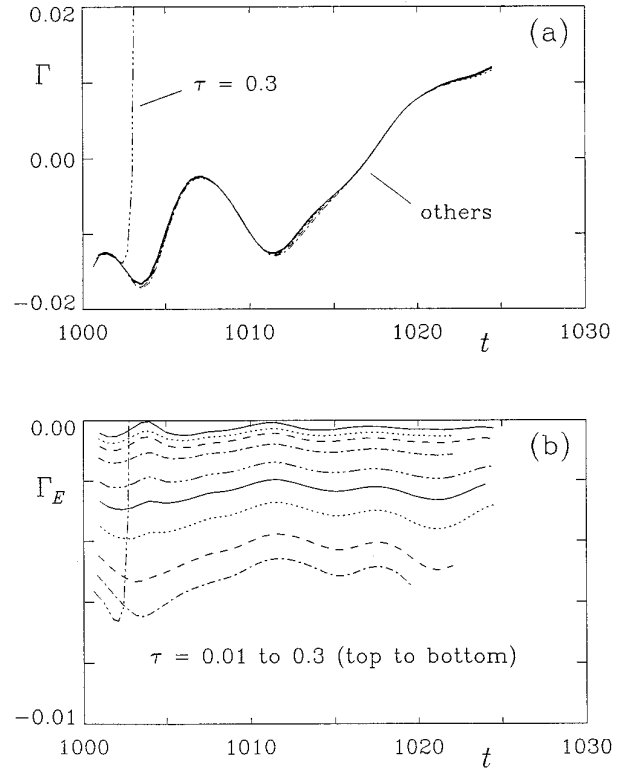 0.02
(a)
Γ
τ = 0.3
0.00
others
−0.02
1000
1010
1020
1030
t
0.00
(b)
Γ_E
τ = 0.01 to 0.3 (top to bottom)
−0.01
1000
1010
1020
1030
t